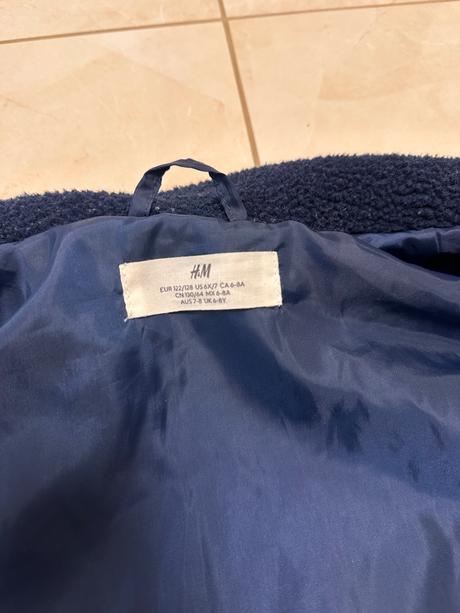 H&M
EUR 122/128 US 6X/7 CA 6-8A
CN 130/64 MX 6-8A
AUS 7-8 UK 6-8Y